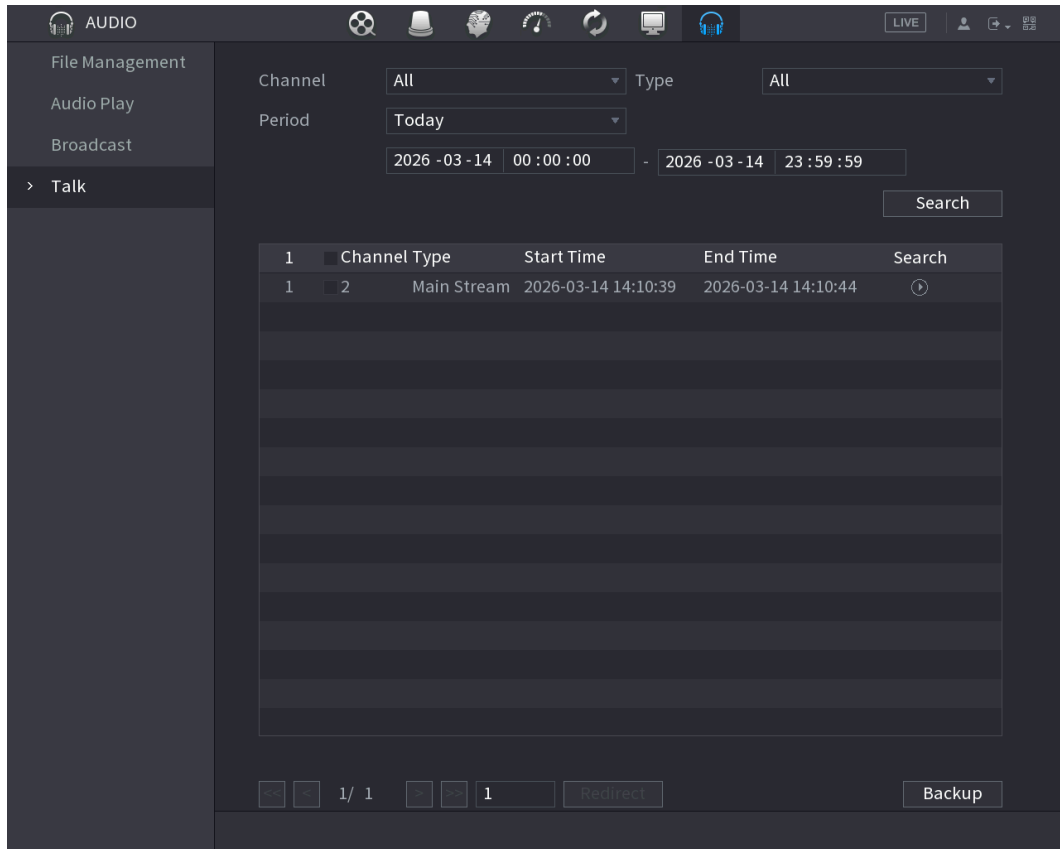 AUDIO LIVE
File Management
Audio Play
Broadcast
> Talk
Channel All Type All
Period Today
2026 -03 -14 00 : 00 : 00 - 2026 -03 -14 23 : 59 : 59
Search
1 Channel Type Start Time End Time Search
1 2 Main Stream 2026-03-14 14:10:39 2026-03-14 14:10:44
<< < 1/ 1 > >> 1 Redirect Backup